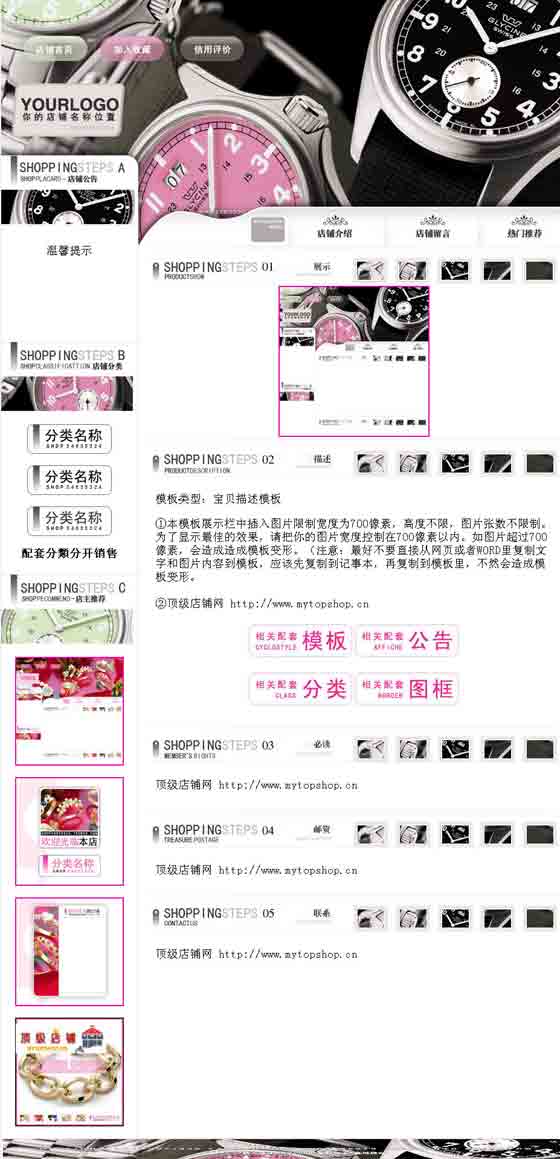 店铺首页
加入收藏
信用评价
YOURLOGO
你的店铺名称位置
GLYCINE
swiss
GLYCINE
SHOPPINGSTEPS A
SHOPPLACARD - 店铺公告
温馨提示
SHOPPINGSTEPS B
SHOPCLASSIFICATTION 店铺分类
分类名称
SHOP 54635324
分类名称
SHOP 54635324
分类名称
SHOP 54635324
配套分類分开销售
SHOPPINGSTEPS C
SHOPPECOMMEND - 店主推荐
欢迎光临本店
分类名称
顶级店铺
店铺介绍
店铺留言
热门推荐
SHOPPINGSTEPS 01 展示
PRODUCTSHOW
YOURLOGO
SHOPPINGSTEPS 02 描述
PRODUCTDESCRIPTION
模板类型: 宝贝描述模板
①本模板展示栏中插入图片限制宽度为700像素，高度不限，图片张数不限制。
为了显示最佳的效果，请把你的图片宽度控制在700像素以内。如图片超过700
像素，会造成造成模板变形。（注意：最好不要直接从网页或者WORD里复制文
字和图片内容到模板，应该先复制到记事本，再复制到模板里，不然会造成模
板变形。
②顶级店铺网 http://www.mytopshop.cn
相关配套 模板
CYCLOSTYLE
相关配套 公告
AFFICHE
相关配套 分类
CLASS
相关配套 图框
BORDER
SHOPPINGSTEPS 03 必读
MEMBER'S RIGHTS
顶级店铺网 http://www.mytopshop.cn
SHOPPINGSTEPS 04 邮资
TREASURE POSTAGE
顶级店铺网 http://www.mytopshop.cn
SHOPPINGSTEPS 05 联系
CONTACTUS
顶级店铺网 http://www.mytopshop.cn